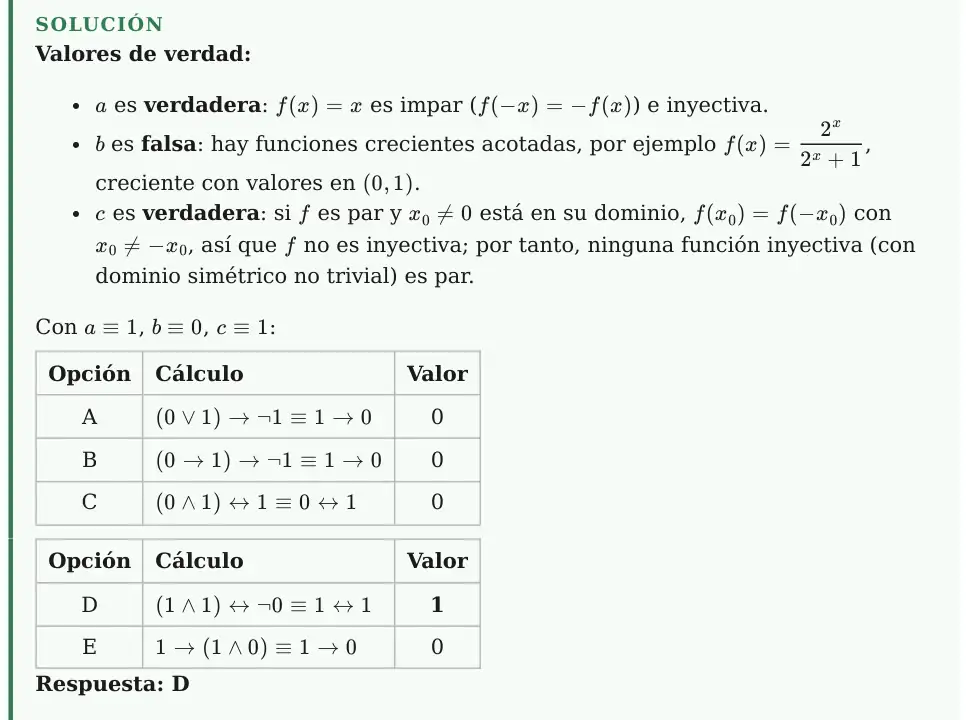 SOLUCIÓN
Valores de verdad:
• a es verdadera: f(x) = x es impar (f(−x) = −f(x)) e inyectiva.
• b es falsa: hay funciones crecientes acotadas, por ejemplo f(x) = 2^x / (2^x + 1),
creciente con valores en (0, 1).
• c es verdadera: si f es par y x₀ ≠ 0 está en su dominio, f(x₀) = f(−x₀) con
x₀ ≠ −x₀, así que f no es inyectiva; por tanto, ninguna función inyectiva (con
dominio simétrico no trivial) es par.
Con a ≡ 1, b ≡ 0, c ≡ 1:
Opción Cálculo Valor
A (0 ∨ 1) → ¬1 ≡ 1 → 0 0
B (0 → 1) → ¬1 ≡ 1 → 0 0
C (0 ∧ 1) ↔ 1 ≡ 0 ↔ 1 0
Opción Cálculo Valor
D (1 ∧ 1) ↔ ¬0 ≡ 1 ↔ 1 1
E 1 → (1 ∧ 0) ≡ 1 → 0 0
Respuesta: D